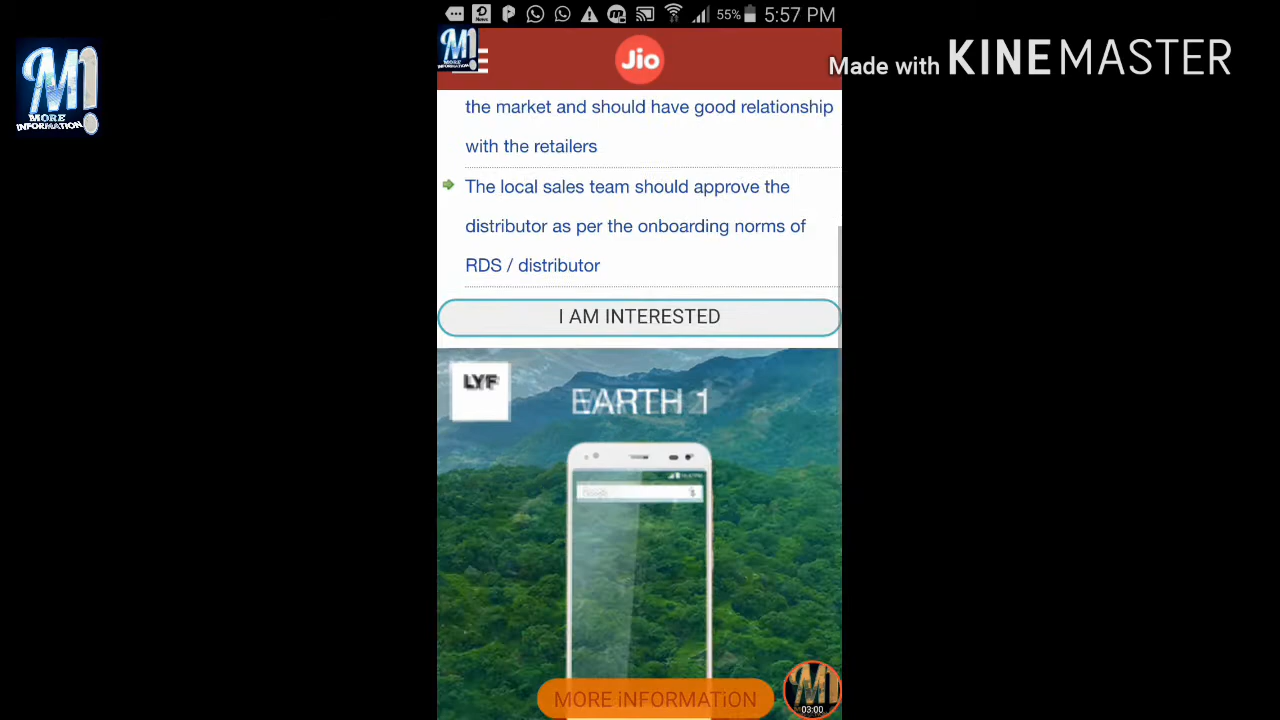 55% 5:57 PM
M!
MORE
INFORMATION
Jio
Made with KINEMASTER
the market and should have good relationship
with the retailers
The local sales team should approve the
distributor as per the onboarding norms of
RDS / distributor
I AM INTERESTED
LYF
EARTH 1
MORE iNFORMATiON
03:00